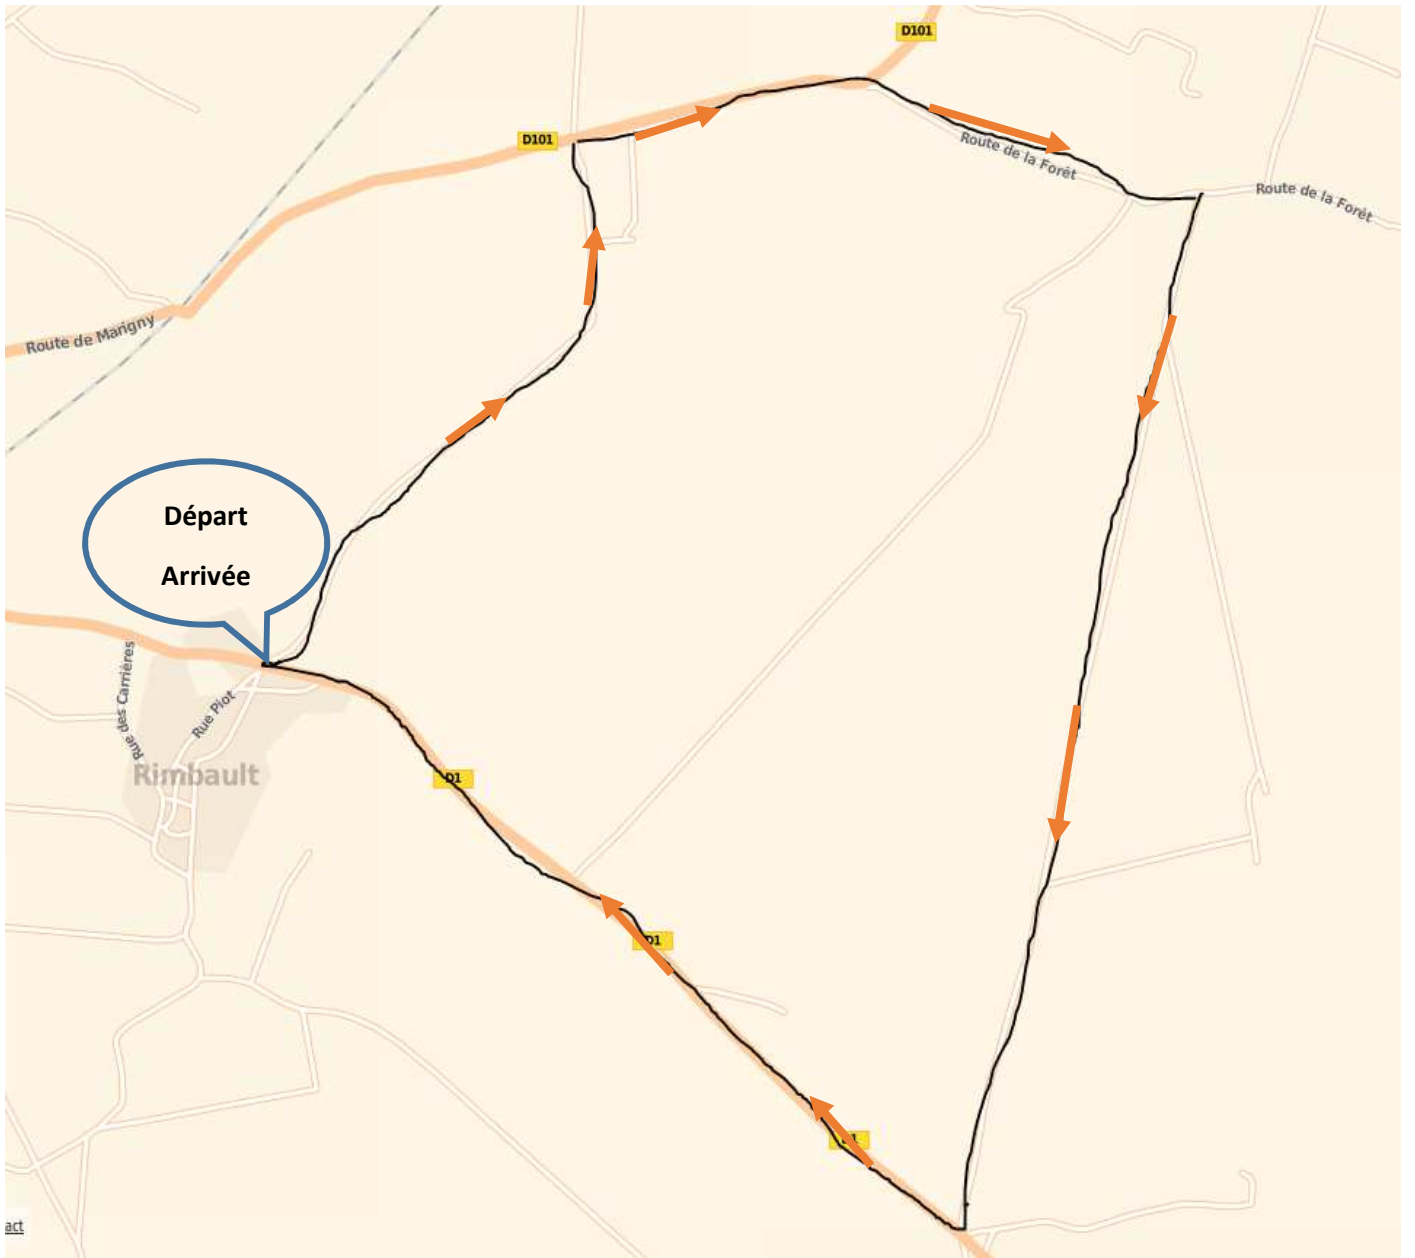 D101
D101
Route de la Forêt
Route de la Forêt
Route de Marigny
Départ
Arrivée
Rue des Carrières
Rue Piot
Rimbault
D1
D1
act